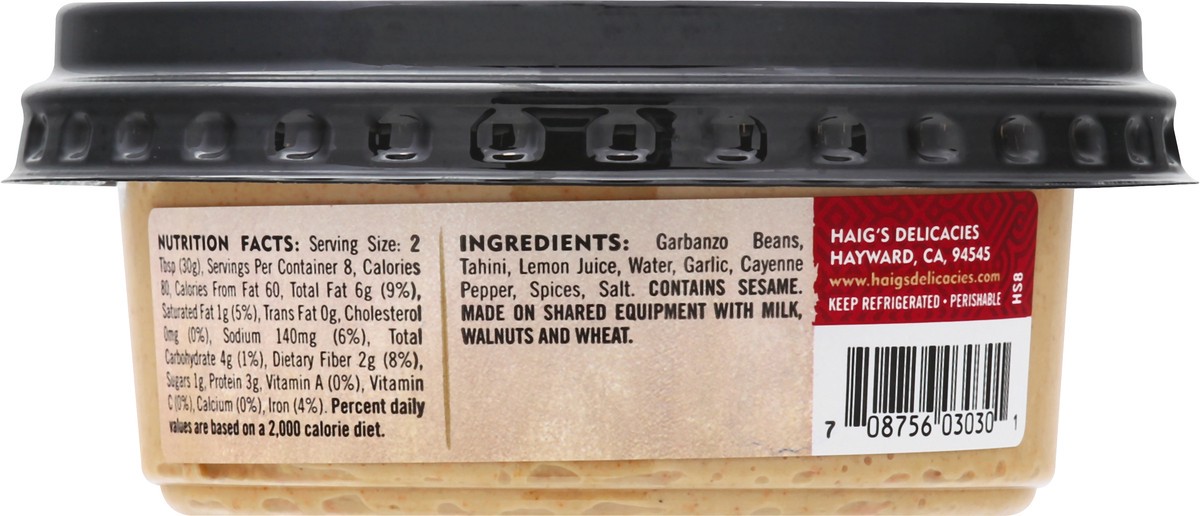 NUTRITION FACTS: Serving Size: 2
Tbsp (30g), Servings Per Container 8, Calories
80, Calories From Fat 60, Total Fat 6g (9%),
Saturated Fat 1g (5%), Trans Fat 0g, Cholesterol
0mg (0%), Sodium 140mg (6%), Total
Carbohydrate 4g (1%), Dietary Fiber 2g (8%),
Sugars 1g, Protein 3g, Vitamin A (0%), Vitamin
C (0%), Calcium (0%), Iron (4%). Percent daily
values are based on a 2,000 calorie diet.
INGREDIENTS: Garbanzo Beans,
Tahini, Lemon Juice, Water, Garlic, Cayenne
Pepper, Spices, Salt. CONTAINS SESAME.
MADE ON SHARED EQUIPMENT WITH MILK,
WALNUTS AND WHEAT.
HAIG'S DELICACIES
HAYWARD, CA, 94545
www.haigsdelicacies.com
KEEP REFRIGERATED • PERISHABLE
HS8
7 08756 03030 1